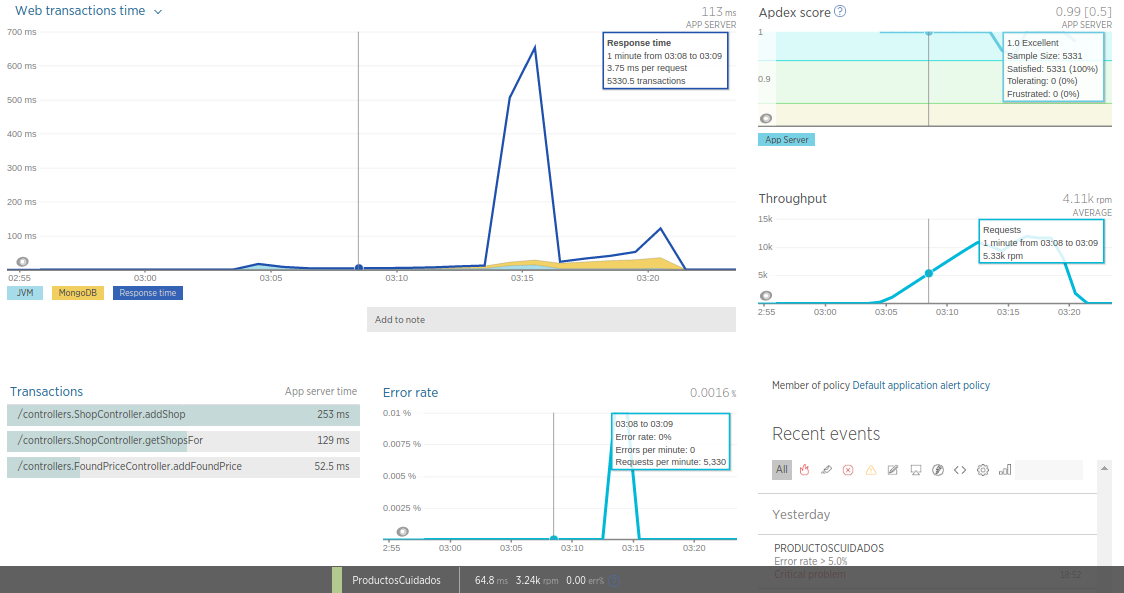 Web transactions time
113 ms
APP SERVER
700 ms
600 ms
500 ms
400 ms
300 ms
200 ms
100 ms
Response time
1 minute from 03:08 to 03:09
3.75 ms per request
5330.5 transactions
02:55 03:00 03:05 03:10 03:15 03:20
JVM MongoDB Response time
Add to note
Apdex score ?
0.99 [0.5]
APP SERVER
1
0.9
1.0 Excellent
Sample Size: 5331
Satisfied: 5331 (100%)
Tolerating: 0 (0%)
Frustrated: 0 (0%)
App Server
Throughput
4.11k rpm
AVERAGE
15k
10k
5k
Requests
1 minute from 03:08 to 03:09
5.33k rpm
2:55 03:00 03:05 03:10 03:15 03:20
Transactions App server time
/controllers.ShopController.addShop 253 ms
/controllers.ShopController.getShopsFor 129 ms
/controllers.FoundPriceController.addFoundPrice 52.5 ms
Error rate 0.0016 %
0.01 %
0.0075 %
0.005 %
0.0025 %
03:08 to 03:09
Error rate: 0%
Errors per minute: 0
Requests per minute: 5,330
2:55 03:00 03:05 03:10 03:15 03:20
Member of policy Default application alert policy
Recent events
All
Yesterday
PRODUCTOSCUIDADOS
Error rate > 5.0%
Critical problem 18:52
ProductosCuidados 64.8 ms 3.24k rpm 0.00 err% ?